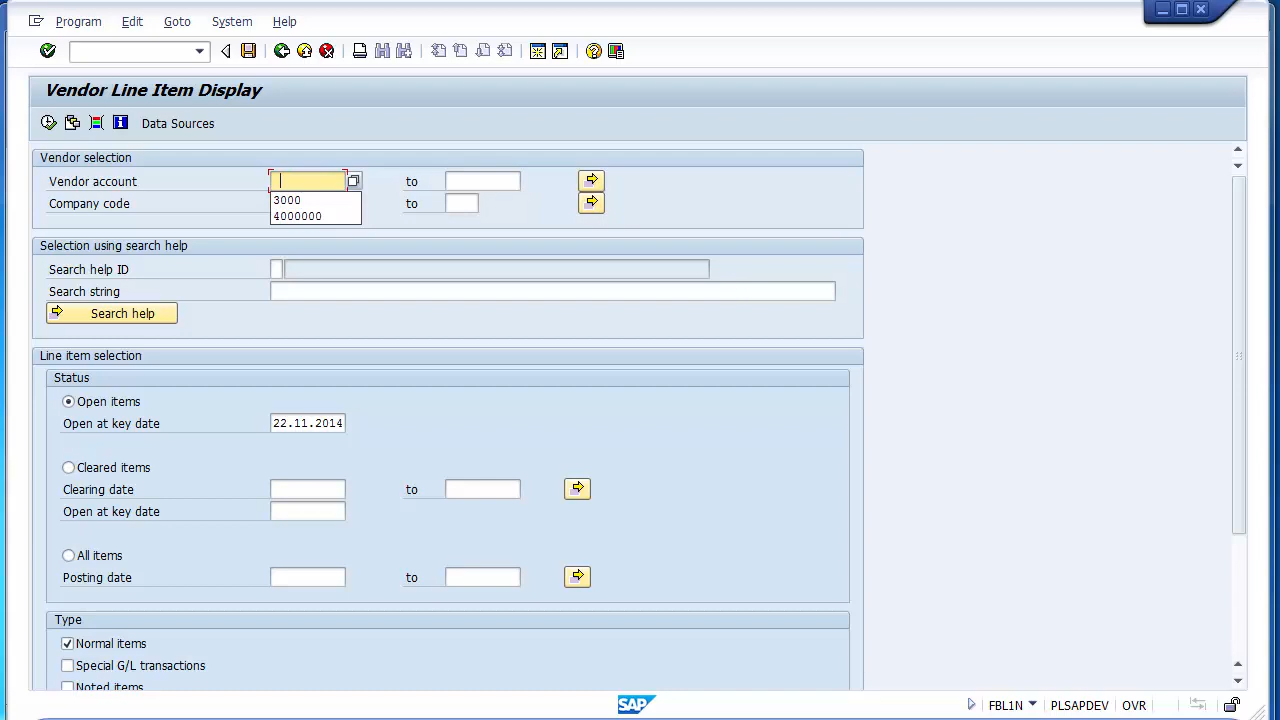 Program Edit Goto System Help
Vendor Line Item Display
Data Sources
Vendor selection
Vendor account to
3000
Company code to
4000000
Selection using search help
Search help ID
Search string
Search help
Line item selection
Status
Open items
Open at key date 22.11.2014
Cleared items
Clearing date to
Open at key date
All items
Posting date to
Type
Normal items
Special G/L transactions
Noted items
SAP FBL1N PLSAPDEV OVR